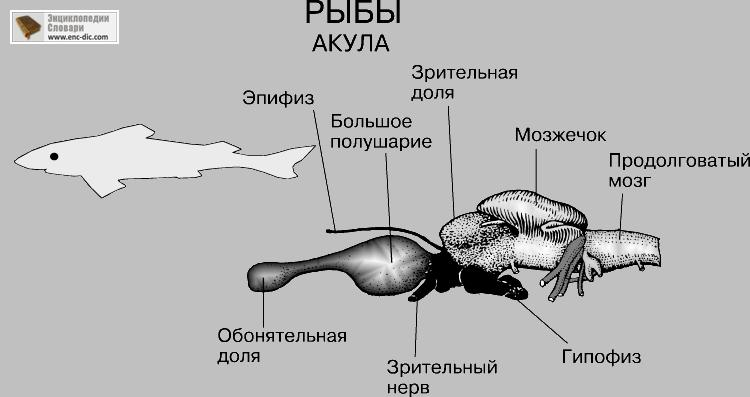 Энциклопедии
Словари
www.enc-dic.com
РЫБЫ
АКУЛА
Зрительная
доля
Эпифиз
Большое
полушарие
Мозжечок
Продолговатый
мозг
Обонятельная
доля
Зрительный
нерв
Гипофиз